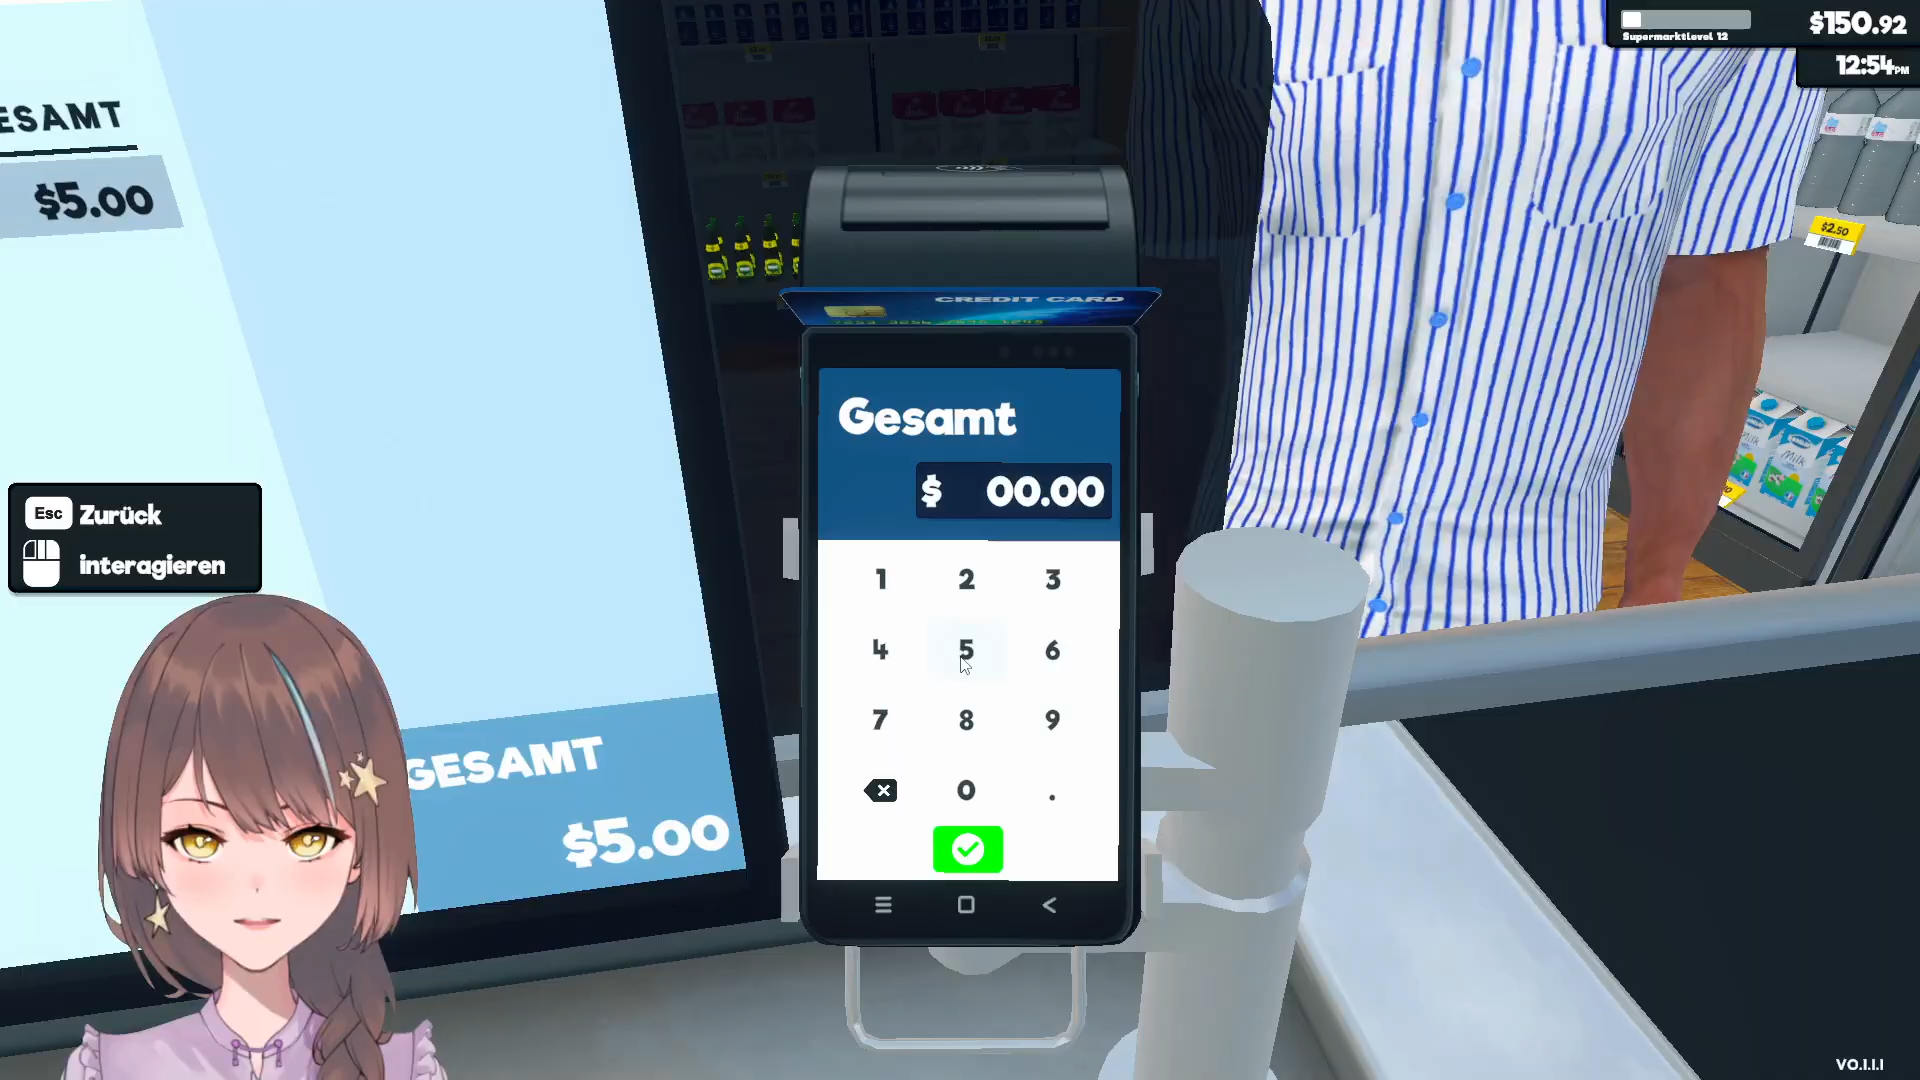 $150.92
Supermarktlevel 12
12:54PM
ESAMT
$5.00
$2.50
CREDIT CARD
Gesamt
$ 00.00
Esc Zurück
interagieren
1 2 3
4 5 6
7 8 9
0 .
Milk
Milk
GESAMT
$5.00
V0.1.1.1